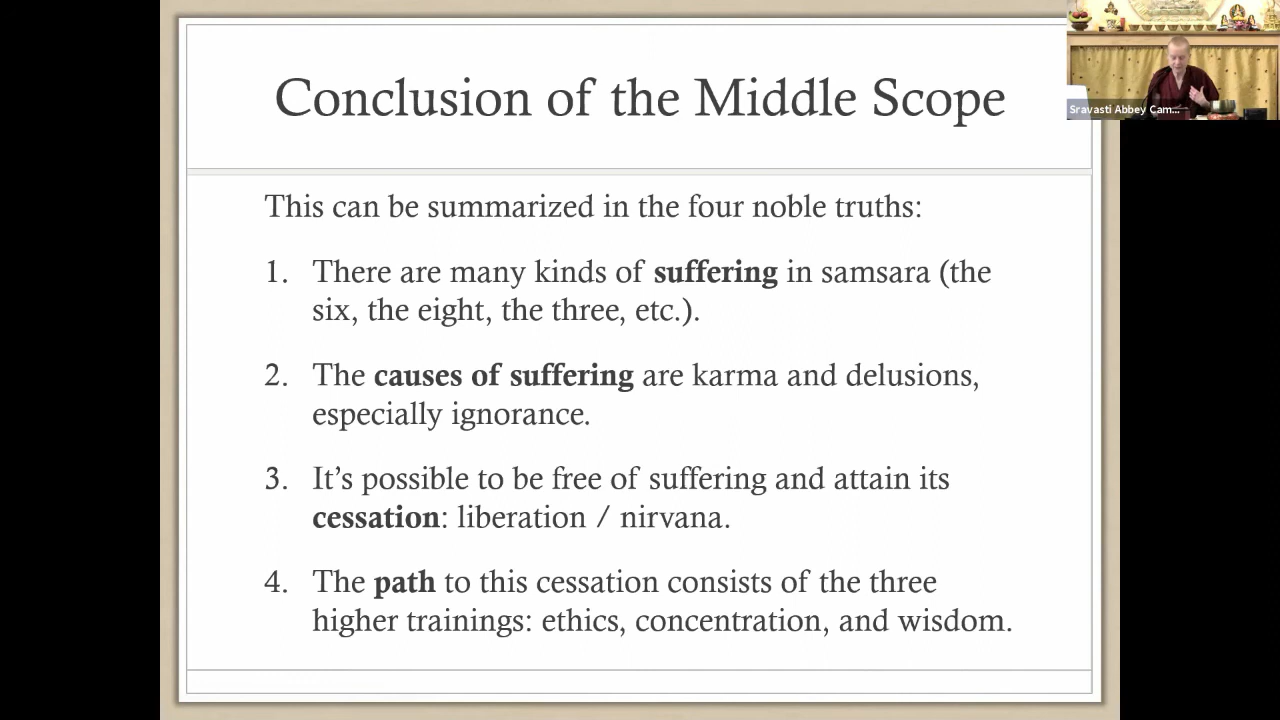 Conclusion of the Middle Scope
Sravasti Abbey Cam...
This can be summarized in the four noble truths:
1. There are many kinds of suffering in samsara (the
six, the eight, the three, etc.).
2. The causes of suffering are karma and delusions,
especially ignorance.
3. It’s possible to be free of suffering and attain its
cessation: liberation / nirvana.
4. The path to this cessation consists of the three
higher trainings: ethics, concentration, and wisdom.